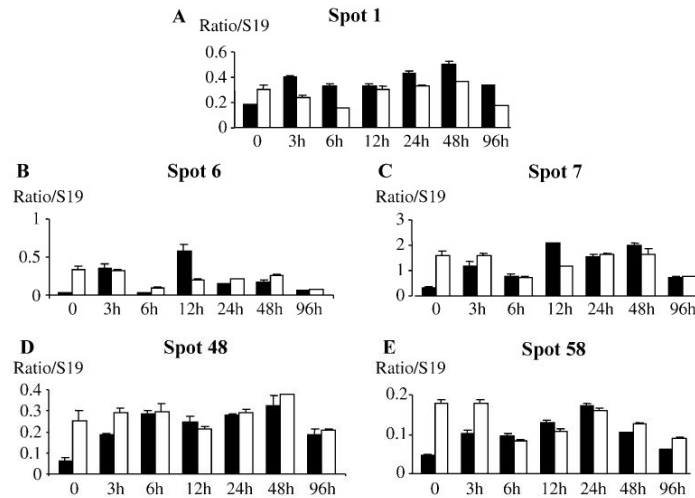 A Spot 1
Ratio/S19
0.6
0.4
0.2
0
0 3h 6h 12h 24h 48h 96h
B Spot 6
Ratio/S19
1
0.5
0
0 3h 6h 12h 24h 48h 96h
C Spot 7
Ratio/S19
3
2
1
0
0 3h 6h 12h 24h 48h 96h
D Spot 48
Ratio/S19
0.4
0.3
0.2
0.1
0
0 3h 6h 12h 24h 48h 96h
E Spot 58
Ratio/S19
0.2
0.1
0
0 3h 6h 12h 24h 48h 96h